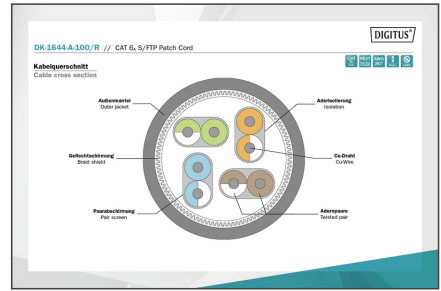 DIGITUS®
DK-1644-A-100/R // CAT 6A S/FTP Patch Cord
Kabelquerschnitt
Cable cross section
Außenmantel
Outer jacket
Aderisolierung
Isolation
Geflechtschirmung
Braid shield
Cu-Draht
Cu-Wire
Paarabschirmung
Pair screen
Adernpaare
Twisted pair